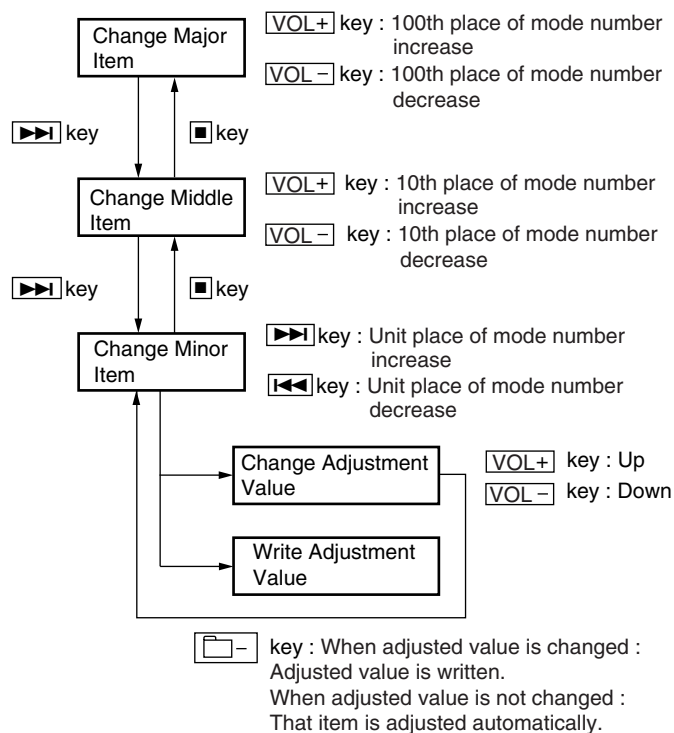 Change Major
Item
VOL+ key : 100th place of mode number
increase
VOL − key : 100th place of mode number
decrease
▶▶I key
■ key
Change Middle
Item
VOL+ key : 10th place of mode number
increase
VOL − key : 10th place of mode number
decrease
▶▶I key
■ key
Change Minor
Item
▶▶I key : Unit place of mode number
increase
I◀◀ key : Unit place of mode number
decrease
Change Adjustment
Value
VOL+ key : Up
VOL − key : Down
Write Adjustment
Value
− key : When adjusted value is changed :
Adjusted value is written.
When adjusted value is not changed :
That item is adjusted automatically.